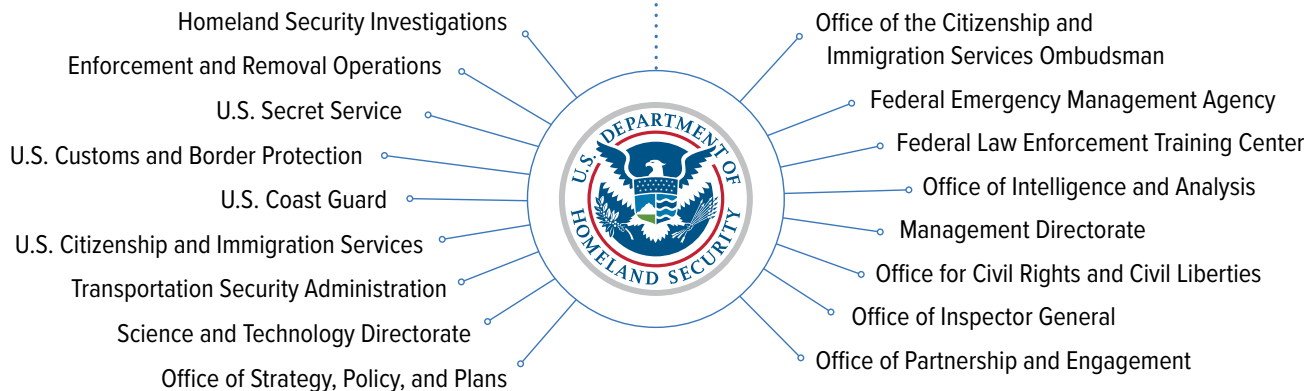 Homeland Security Investigations
Enforcement and Removal Operations
U.S. Secret Service
U.S. Customs and Border Protection
U.S. Coast Guard
U.S. Citizenship and Immigration Services
Transportation Security Administration
Science and Technology Directorate
Office of Strategy, Policy, and Plans
U.S. DEPARTMENT OF
HOMELAND SECURITY
Office of the Citizenship and
Immigration Services Ombudsman
Federal Emergency Management Agency
Federal Law Enforcement Training Center
Office of Intelligence and Analysis
Management Directorate
Office for Civil Rights and Civil Liberties
Office of Inspector General
Office of Partnership and Engagement